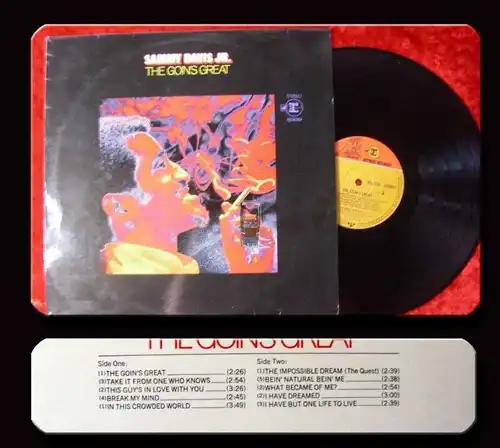 SAMMY DAVIS JR.
THE GOIN'S GREAT
STEREO
THE GOIN'S GREAT
Side One:
(1) THE GOIN'S GREAT (2:26)
(3) TAKE IT FROM ONE WHO KNOWS (2:54)
(2) THIS GUY'S IN LOVE WITH YOU (3:26)
(4) BREAK MY MIND (2:45)
(1) IN THIS CROWDED WORLD (3:49)
Side Two:
(1) THE IMPOSSIBLE DREAM (The Quest) (2:39)
(5) BEIN' NATURAL BEIN' ME (2:38)
(2) WHAT BECAME OF ME? (2:54)
(1) I HAVE DREAMED (3:00)
(3) I HAVE BUT ONE LIFE TO LIVE (2:39)